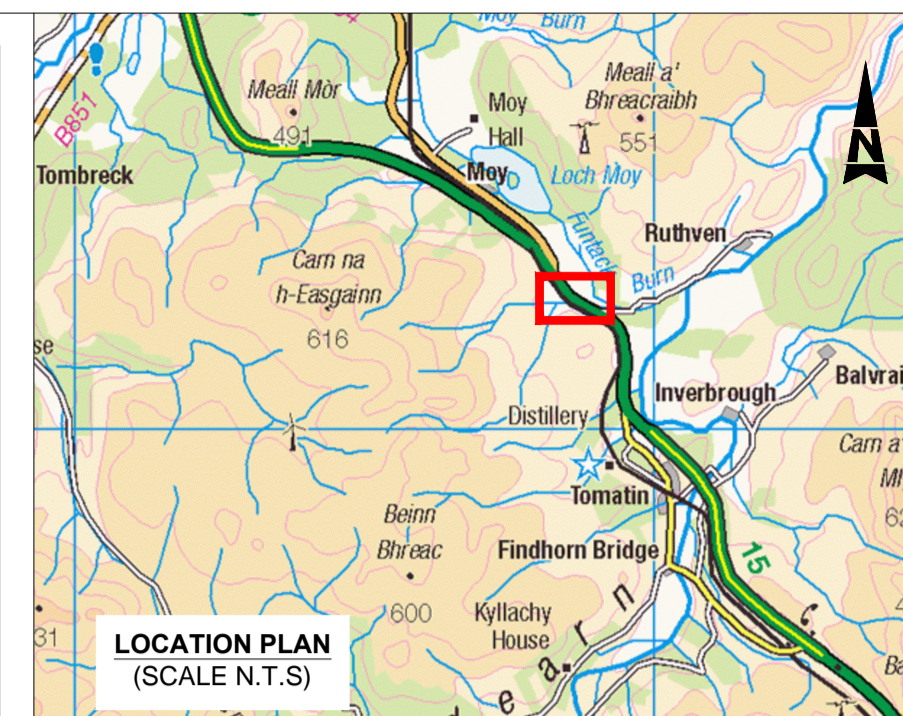 Moy Burn
B851
Meall Mòr
491
Tombreck
Moy
Hall
Meall a'
Bhreacraibh
551
N
Moy
Loch Moy
Funtack
Burn
Ruthven
Carn na
h-Easgainn
616
se
Inverbrough
Balvrai
Distillery
Carn a'
Tomatin
Beinn
Bhreac
600
Findhorn Bridge
15
Kyllachy
House
31
d e a r n
Ba
LOCATION PLAN
(SCALE N.T.S)